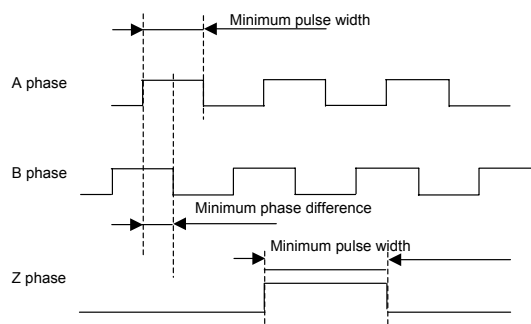 Minimum pulse width
A phase
B phase
Minimum phase difference
Minimum pulse width
Z phase